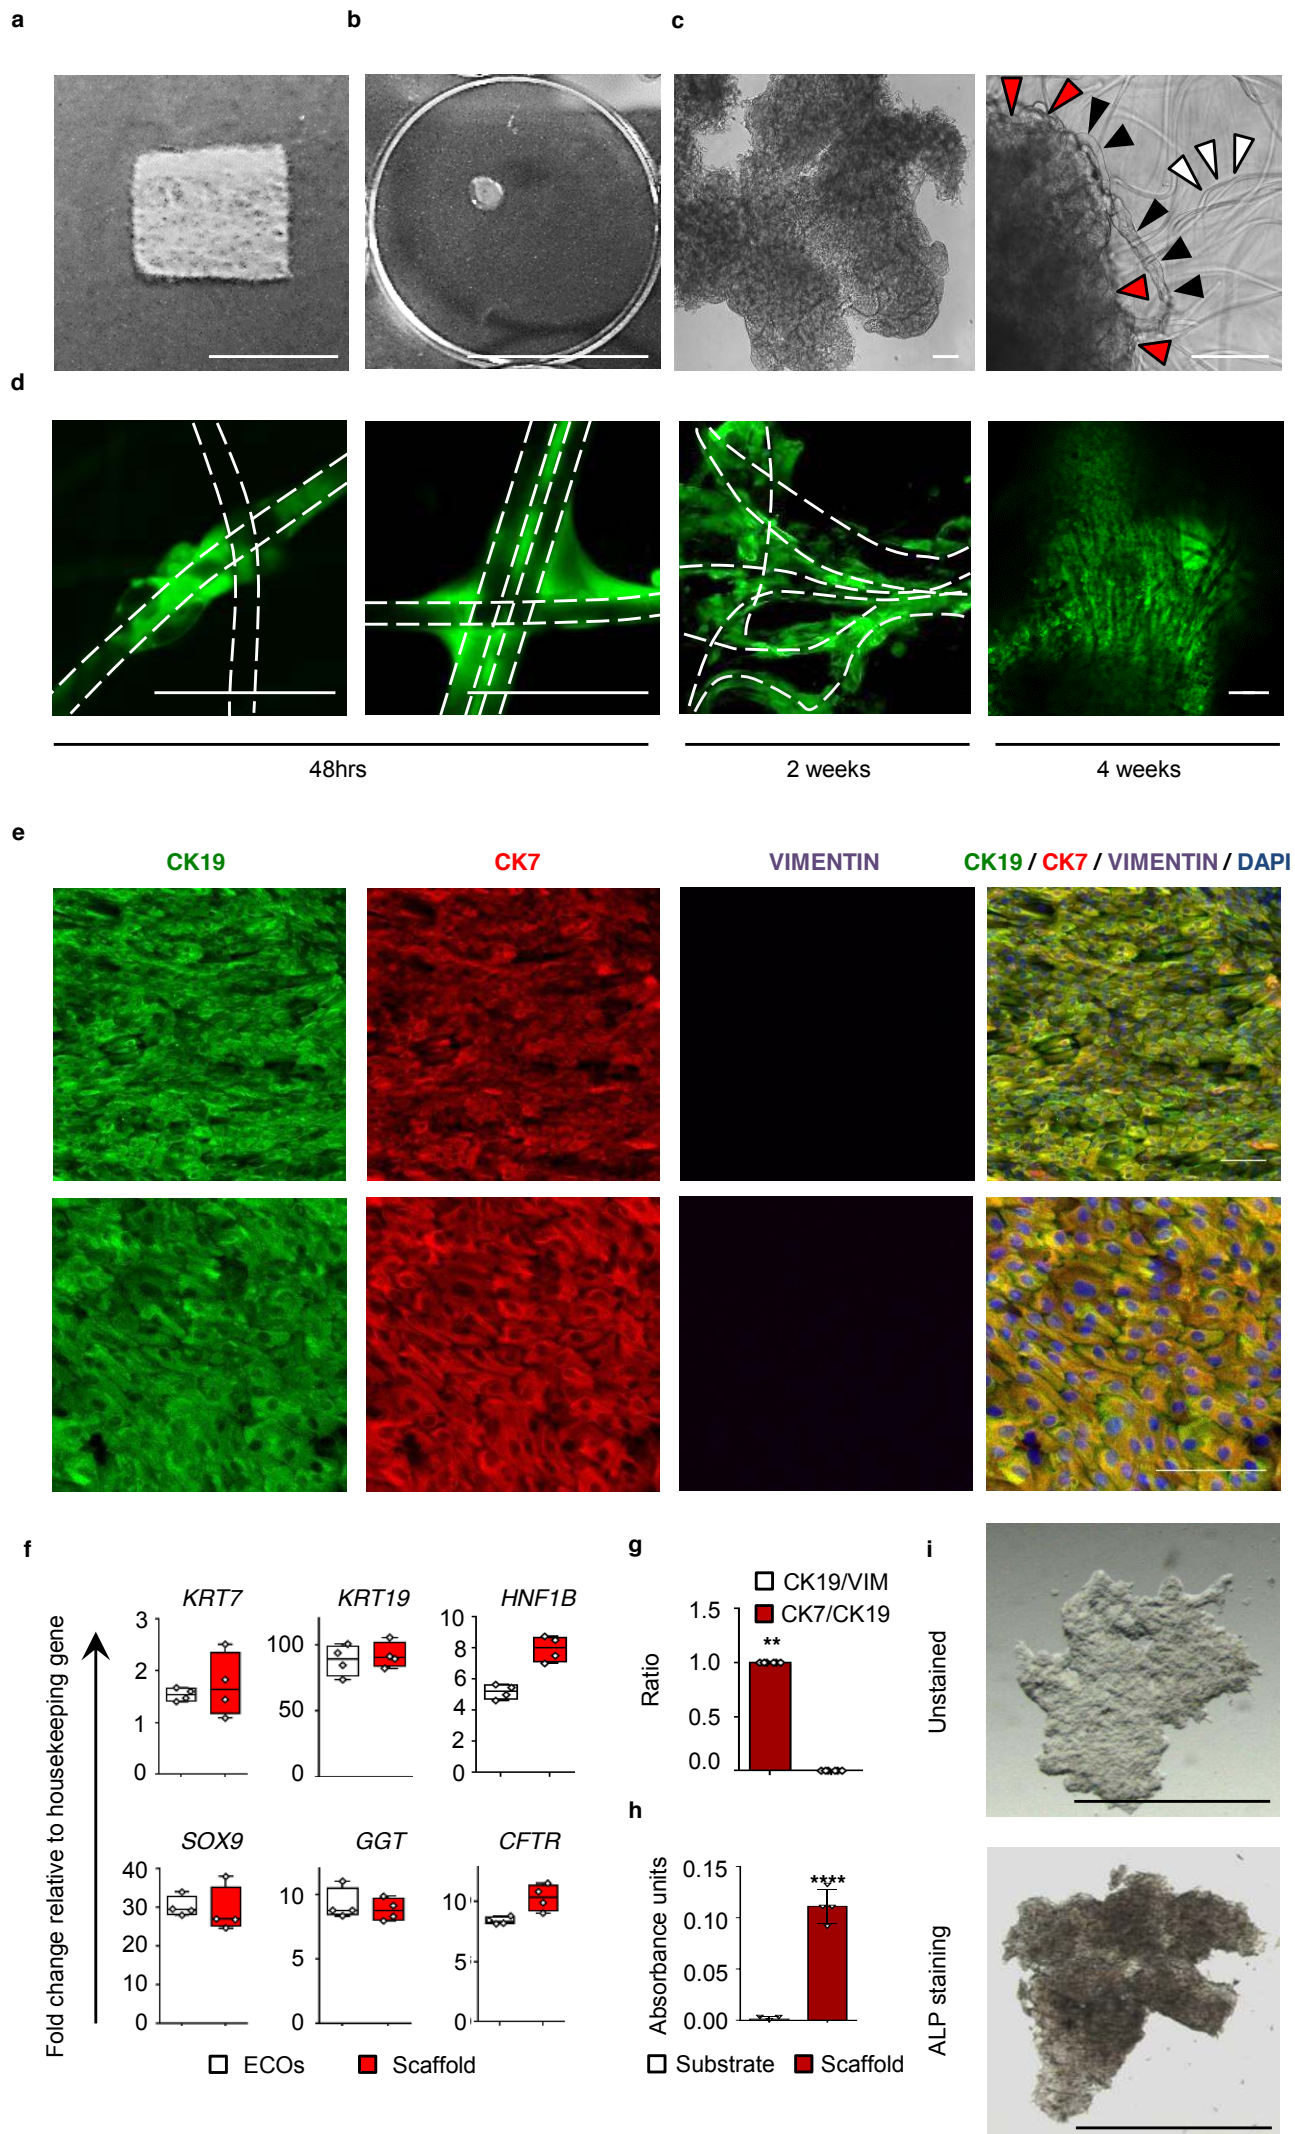 a
b
c
d
48hrs
2 weeks
4 weeks
e
CK19
CK7
VIMENTIN
CK19 / CK7 / VIMENTIN / DAPI
f
Fold change relative to housekeeping gene
KRT7
3
2
1
0
KRT19
100
50
0
HNF1B
10
8
6
4
2
0
SOX9
40
30
20
10
0
GGT
10
5
0
CFTR
10
5
0
ECOs
Scaffold
g
CK19/VIM
CK7/CK19
Ratio
1.5
1.0
0.5
0.0
**
h
Absorbance units
0.15
0.10
0.05
0.00
****
Substrate
Scaffold
i
Unstained
ALP staining